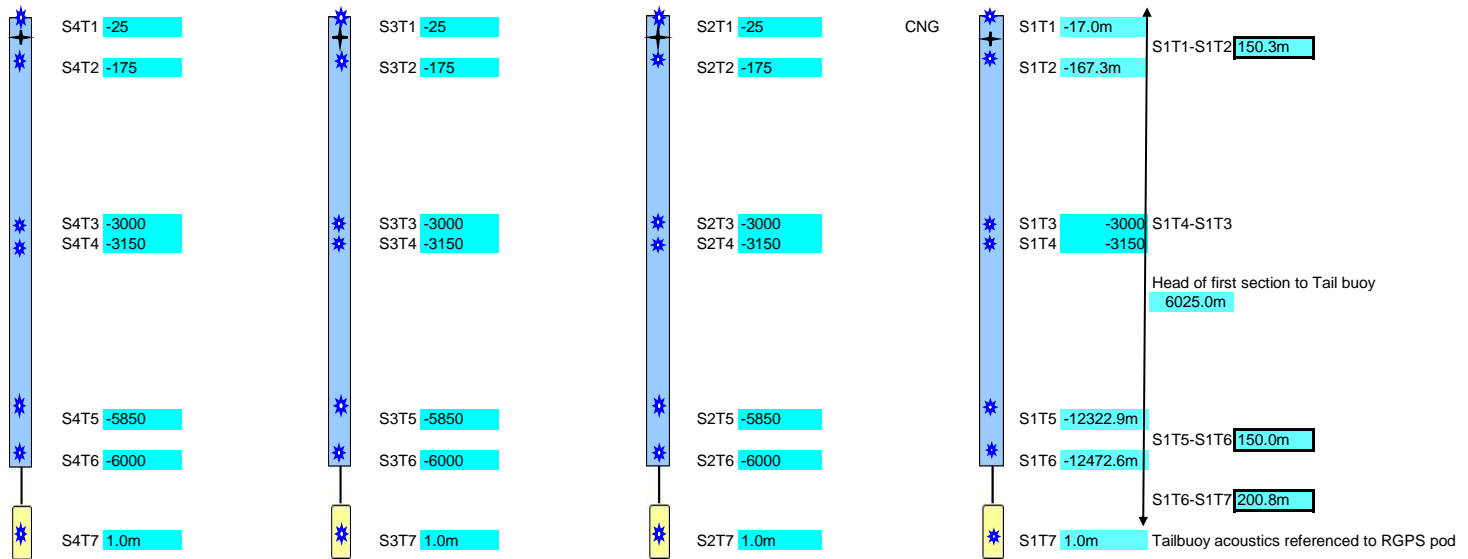 S4T1 -25 S3T1 -25 S2T1 -25 CNG S1T1 -17.0m
S1T1-S1T2 150.3m
S4T2 -175 S3T2 -175 S2T2 -175 S1T2 -167.3m
S4T3 -3000 S3T3 -3000 S2T3 -3000 S1T3 -3000 S1T4-S1T3
S4T4 -3150 S3T4 -3150 S2T4 -3150 S1T4 -3150
Head of first section to Tail buoy
6025.0m
S4T5 -5850 S3T5 -5850 S2T5 -5850 S1T5 -12322.9m
S1T5-S1T6 150.0m
S4T6 -6000 S3T6 -6000 S2T6 -6000 S1T6 -12472.6m
S1T6-S1T7 200.8m
S4T7 1.0m S3T7 1.0m S2T7 1.0m S1T7 1.0m Tailbuoy acoustics referenced to RGPS pod